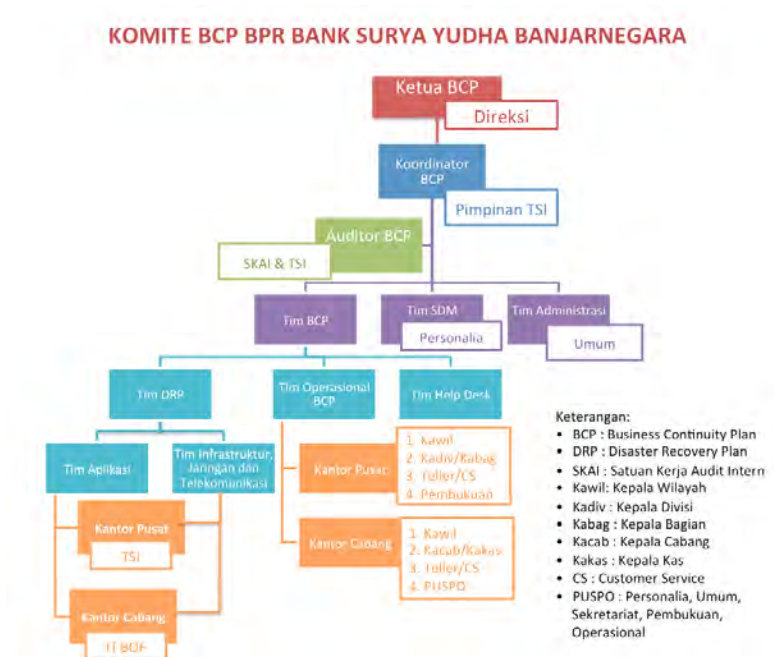 KOMITE BCP BPR BANK SURYA YUDHA BANJARNEGARA
Ketua BCP
Direksi
Koordinator
BCP
Pimpinan TSI
Auditor BCP
SKAI & TSI
Tim BCP
Tim SDM
Personalia
Tim Administrasi
Umum
Tim DRP
Tim Operasional
BCP
Tim Help Desk
Tim Aplikasi
Tim Infrastruktur,
Jaringan dan
Telekomunikasi
Kantor Pusat
TSI
Kantor Cabang
IT BOF
Kantor Pusat
1. Kawil
2. Kadiv/Kabag
3. Teller/CS
4. Pembukuan
Kantor Cabang
1. Kawil
2. Kacab/Kakas
3. Teller/CS
4. PUSPO
Keterangan:
• BCP : Business Continuity Plan
• DRP : Disaster Recovery Plan
• SKAI : Satuan Kerja Audit Intern
• Kawil: Kepala Wilayah
• Kadiv : Kepala Divisi
• Kabag : Kepala Bagian
• Kacab : Kepala Cabang
• Kakas : Kepala Kas
• CS : Customer Service
• PUSPO : Personalia, Umum,
Sekretariat, Pembukuan,
Operasional